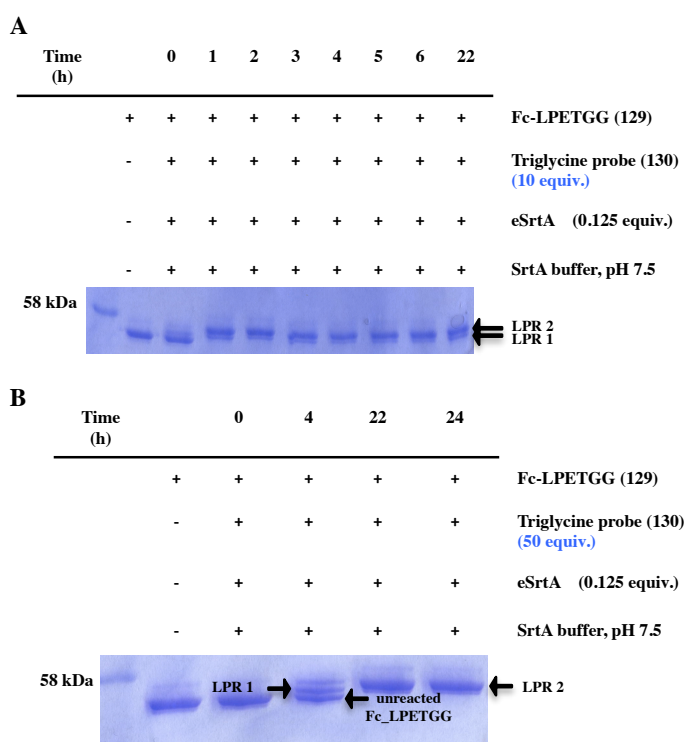 A
Time
(h)
0 1 2 3 4 5 6 22
+ + + + + + + + + Fc-LPETGG (129)
- + + + + + + + + Triglycine probe (130)
(10 equiv.)
- + + + + + + + + eSrtA (0.125 equiv.)
- + + + + + + + + SrtA buffer, pH 7.5
58 kDa
LPR 2
LPR 1
B
Time
(h)
0 4 22 24
+ + + + + Fc-LPETGG (129)
- + + + + Triglycine probe (130)
(50 equiv.)
- + + + + eSrtA (0.125 equiv.)
- + + + + SrtA buffer, pH 7.5
58 kDa
LPR 1
LPR 2
unreacted
Fc_LPETGG